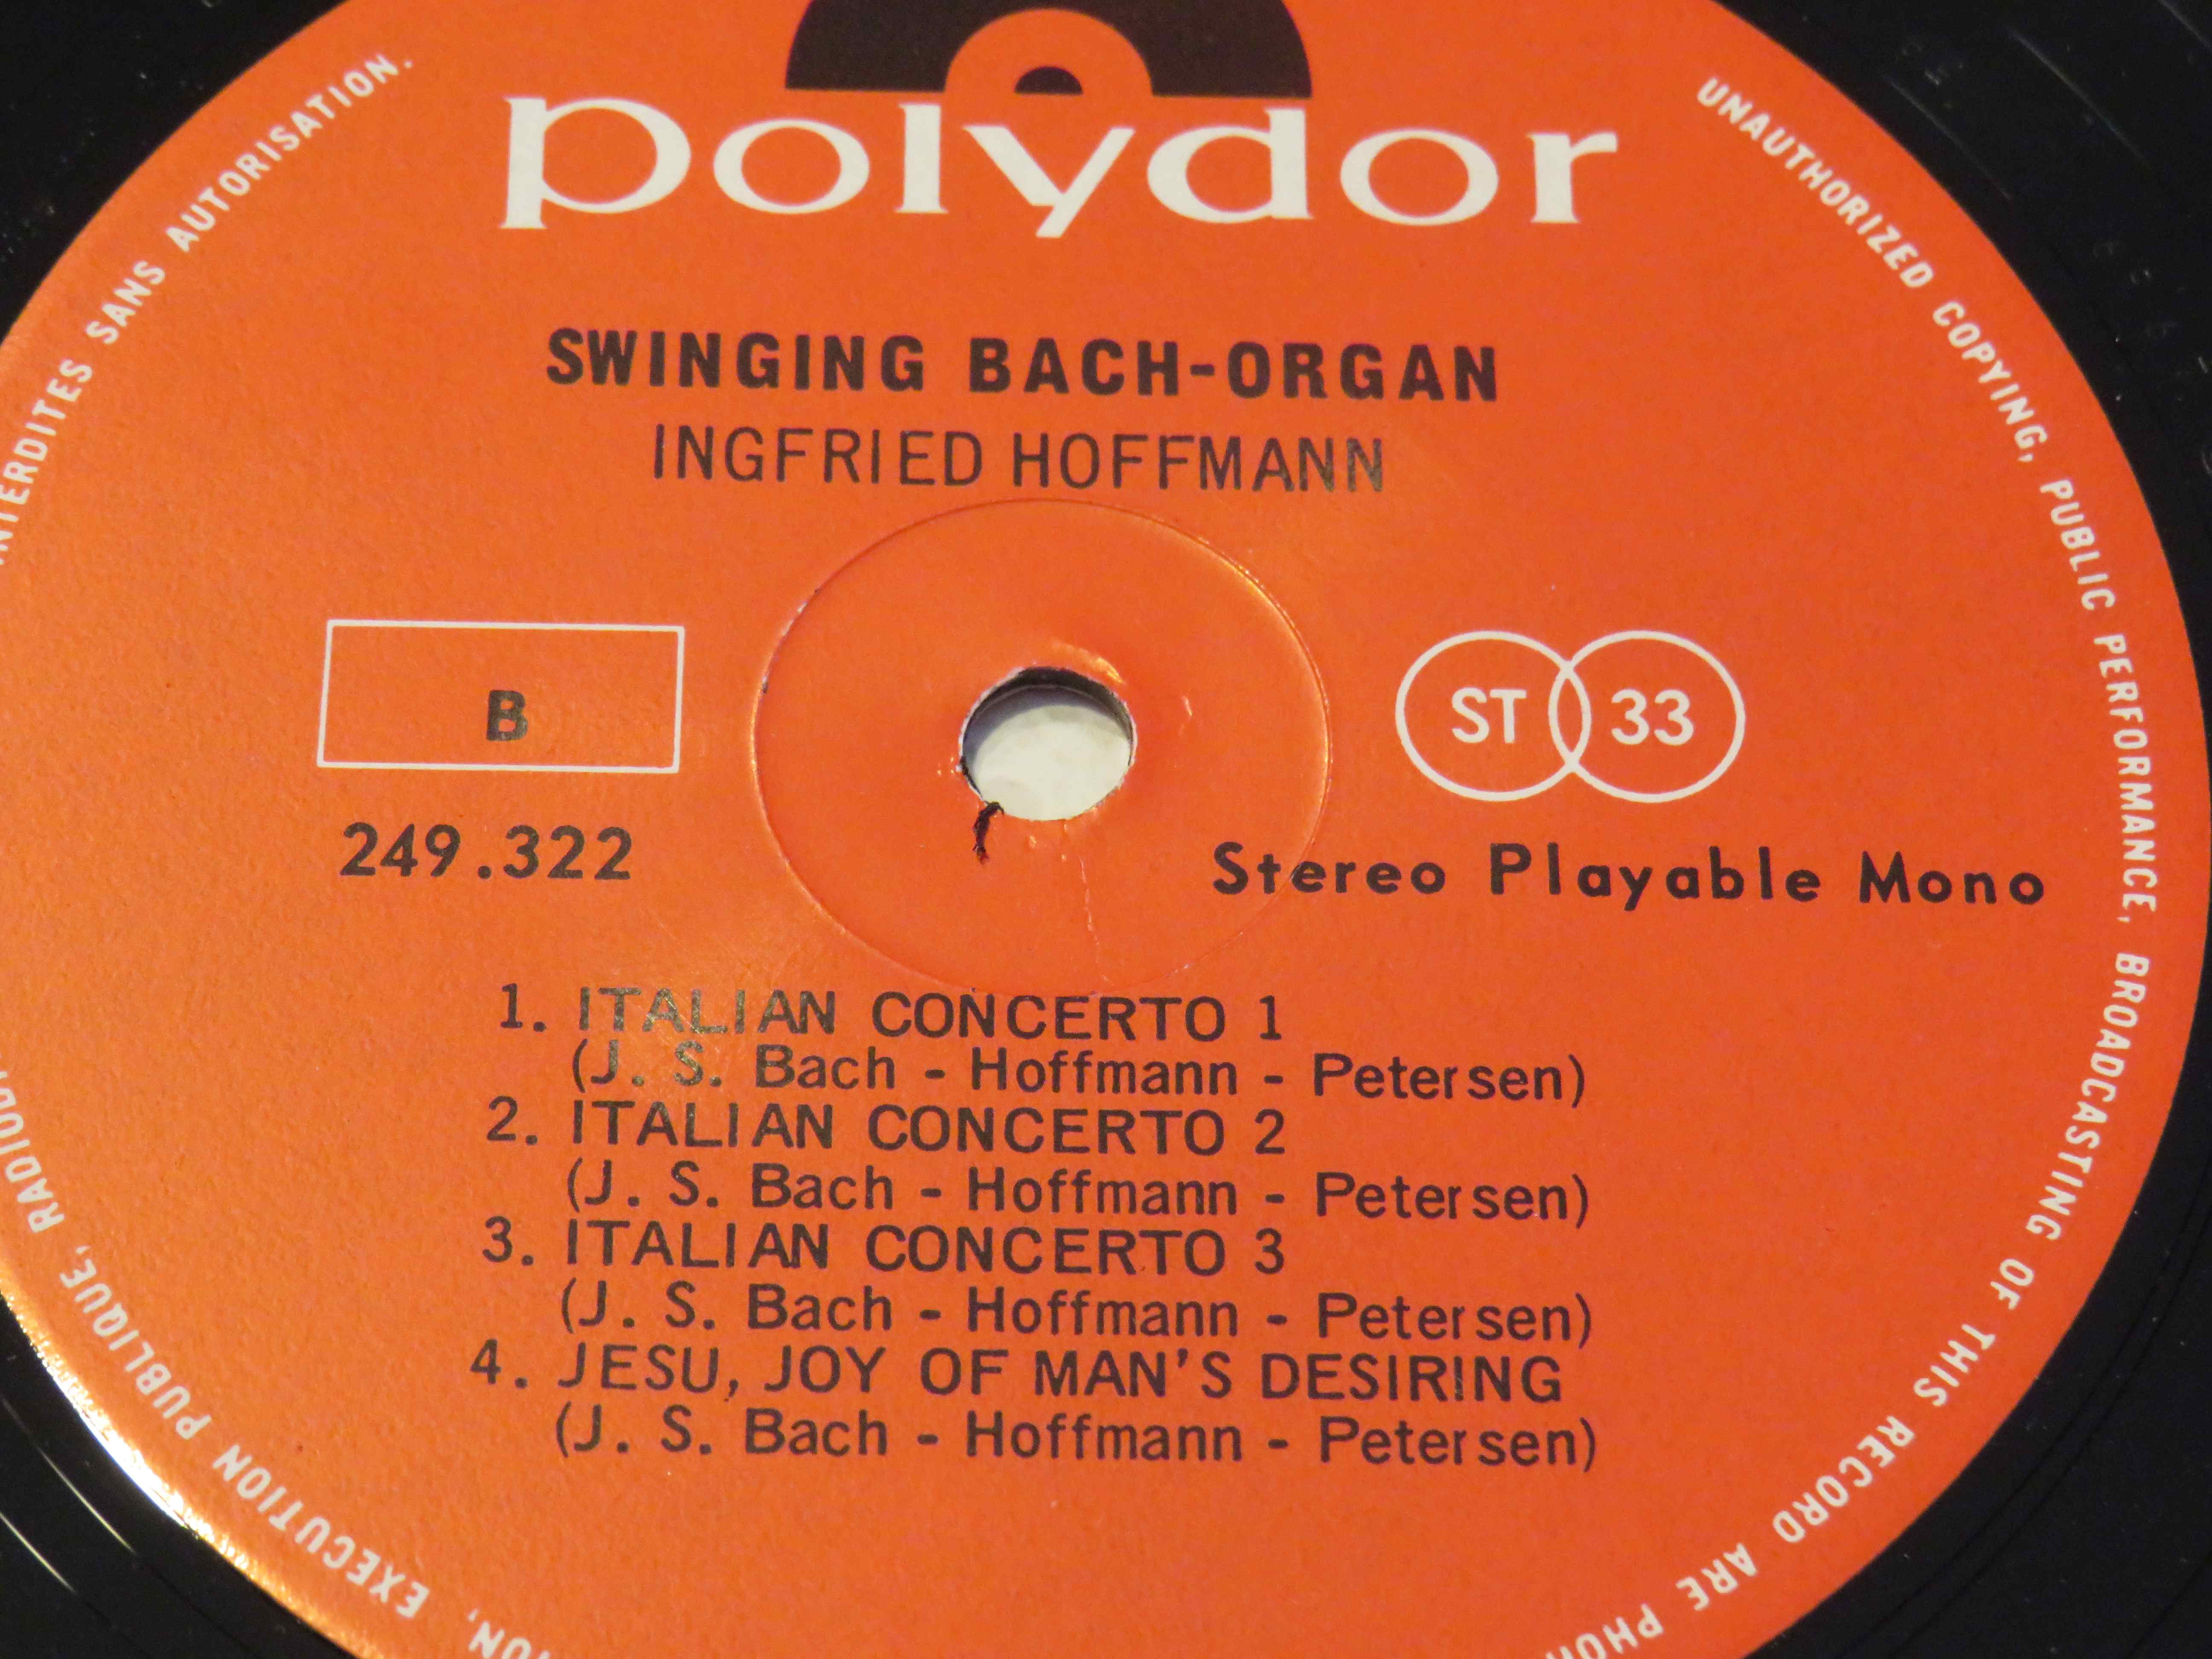 polydor
SWINGING BACH-ORGAN
INGFRIED HOFFMANN
B
249.322
ST 33
Stereo Playable Mono
1. ITALIAN CONCERTO 1
(J. S. Bach - Hoffmann - Petersen)
2. ITALIAN CONCERTO 2
(J. S. Bach - Hoffmann - Petersen)
3. ITALIAN CONCERTO 3
(J. S. Bach - Hoffmann - Petersen)
4. JESU, JOY OF MAN'S DESIRING
(J. S. Bach - Hoffmann - Petersen)
UNAUTHORIZED COPYING, PUBLIC PERFORMANCE, BROADCASTING OF THIS RECORD ARE
EXECUTION PUBLIQUE,
SANS AUTORISATION.